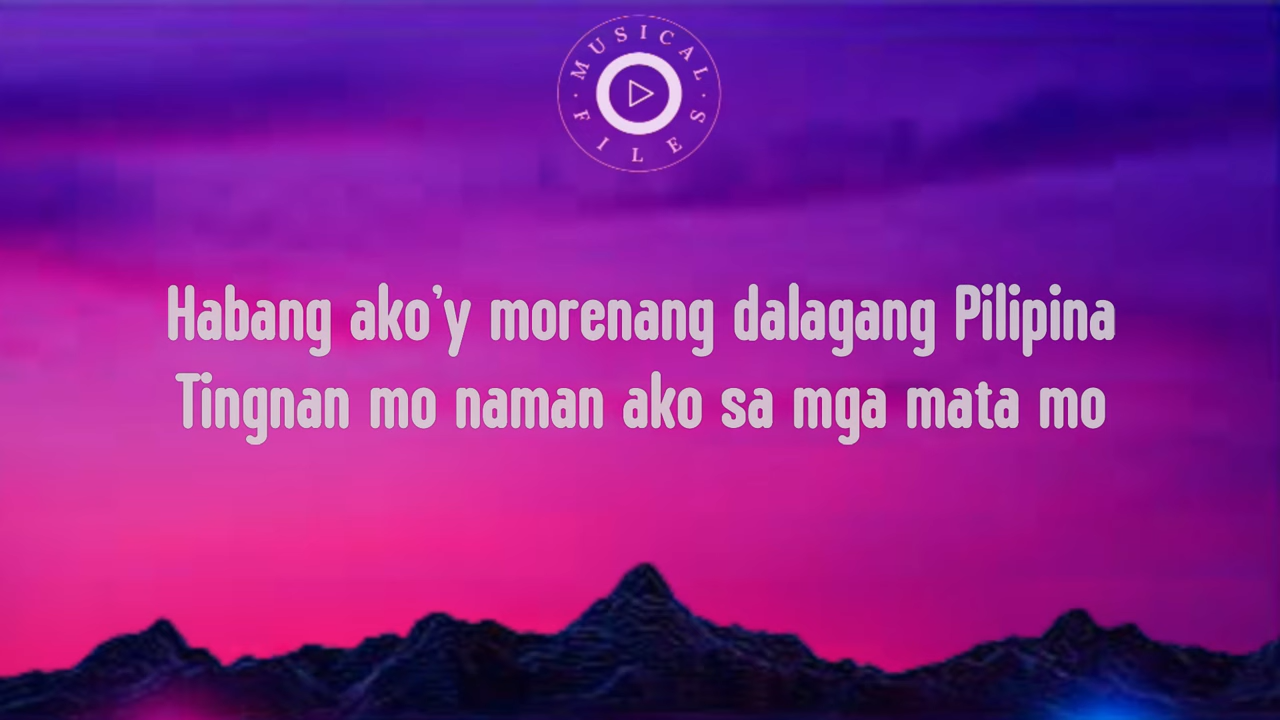 MUSICAL
FILES
Habang ako’y morenang dalagang Pilipina
Tingnan mo naman ako sa mga mata mo